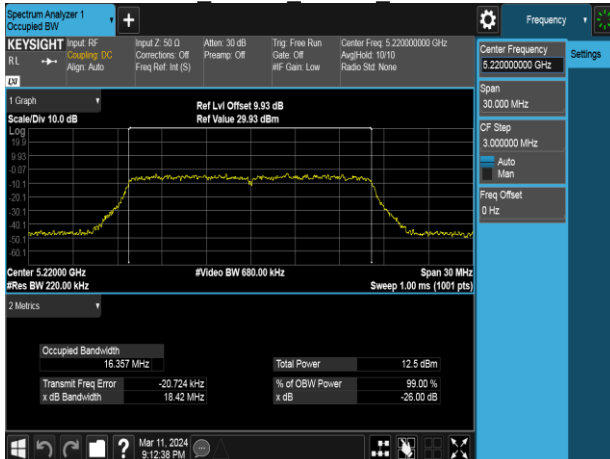 Spectrum Analyzer 1
Occupied BW
Frequency
KEYSIGHT
RL
LXI
Input: RF
Coupling: DC
Align: Auto
Input Z: 50 Ω
Corrections: Off
Freq Ref: Int (S)
Atten: 30 dB
Preamp: Off
Trig: Free Run
Gate: Off
#IF Gain: Low
Center Freq: 5.220000000 GHz
Avg|Hold: 10/10
Radio Std: None
Center Frequency
5.220000000 GHz
Settings
Span
30.000 MHz
CF Step
3.000000 MHz
Auto
Man
Freq Offset
0 Hz
1 Graph
Scale/Div 10.0 dB
Ref Lvl Offset 9.93 dB
Ref Value 29.93 dBm
Log
19.9
9.93
-0.07
-10.1
-20.1
-30.1
-40.1
-50.1
-60.1
Center 5.22000 GHz
#Res BW 220.00 kHz
#Video BW 680.00 kHz
Span 30 MHz
Sweep 1.00 ms (1001 pts)
2 Metrics
Occupied Bandwidth
16.357 MHz
Total Power 12.5 dBm
Transmit Freq Error -20.724 kHz
% of OBW Power 99.00 %
x dB Bandwidth 18.42 MHz
x dB -26.00 dB
?
Mar 11, 2024
9:12:38 PM